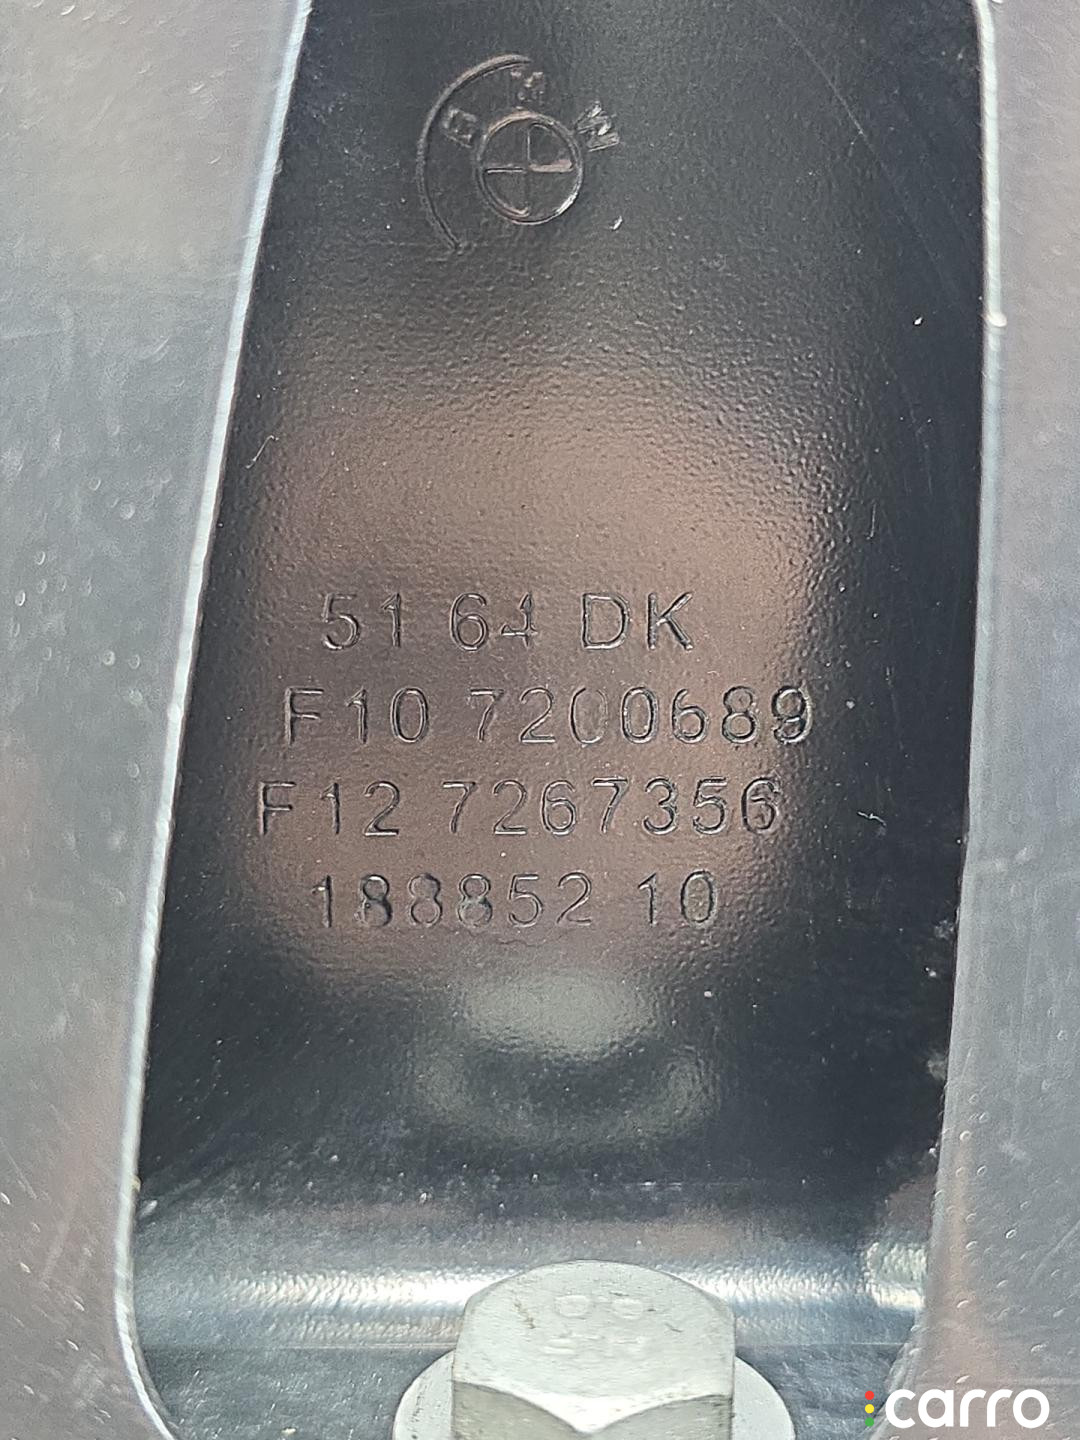 BMW
51 64 DK
F10 7200689
F12 7267356
188852 10
carro